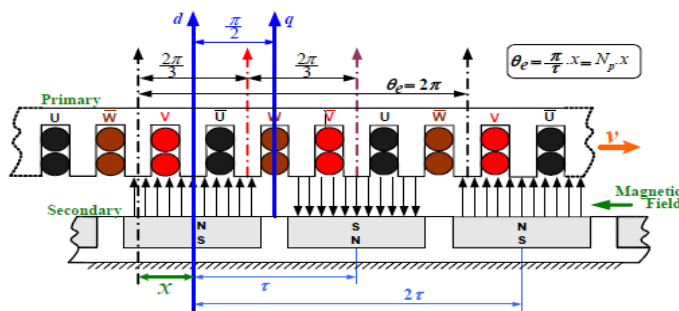 d q
π/2
2π/3 2π/3
θe = π/τ .x = Np.x
θe = 2π
Primary
U W̅ V U̅ W V̅ U W̅ V U̅
v
Magnetic
Field
Secondary
N S N
S N S
x τ
2τ